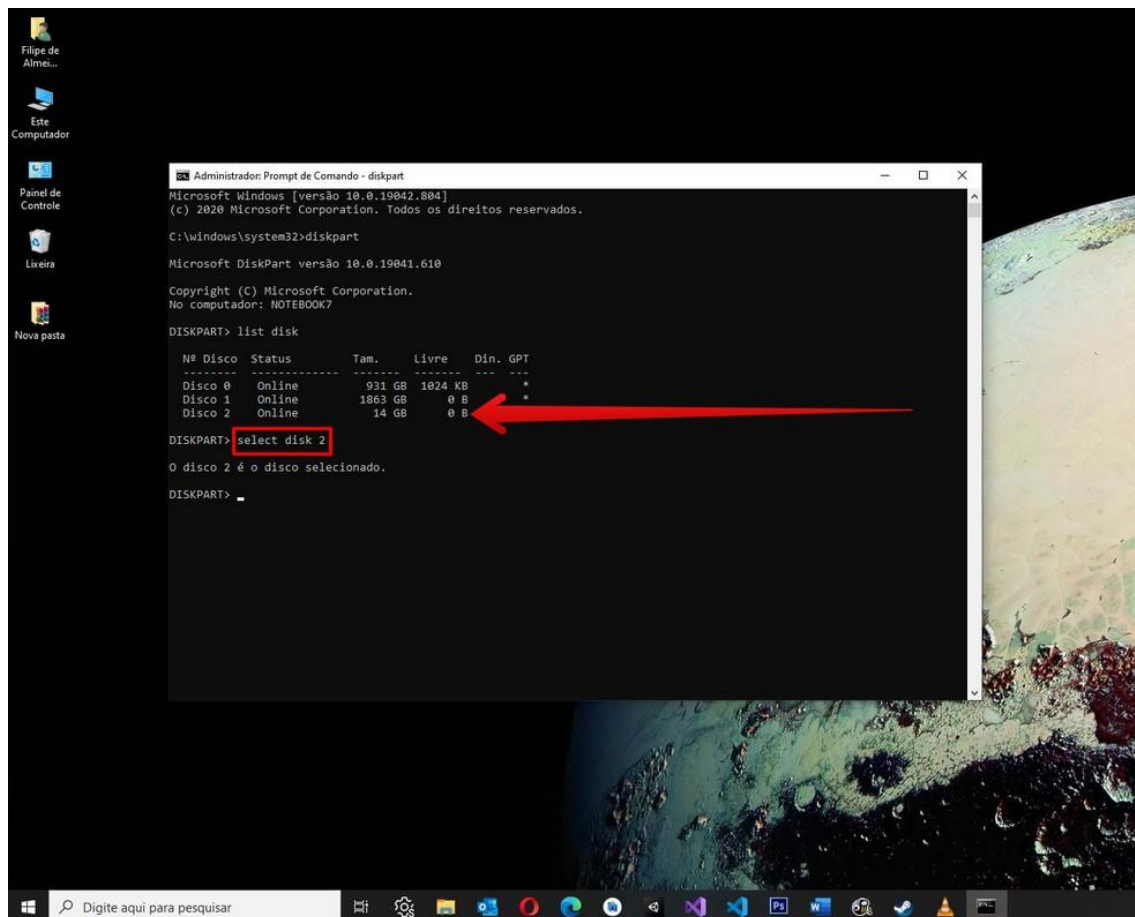 Filipe de
Almei...
Este
Computador
Painel de
Controle
Lixeira
Nova pasta
Administrador: Prompt de Comando - diskpart
Microsoft Windows [versão 10.0.19042.804]
(c) 2020 Microsoft Corporation. Todos os direitos reservados.
C:\windows\system32>diskpart
Microsoft DiskPart versão 10.0.19041.610
Copyright (C) Microsoft Corporation.
No computador: NOTEBOOK7
DISKPART> list disk
Nº Disco  Status         Tam.     Livre    Din.  GPT
--------  -------------  -------  -------  ---  ---
Disco 0    Online          931 GB  1024 KB        *
Disco 1    Online         1863 GB      0 B        *
Disco 2    Online           14 GB      0 B
DISKPART> select disk 2
O disco 2 é o disco selecionado.
DISKPART>
Digite aqui para pesquisar
Ps
W